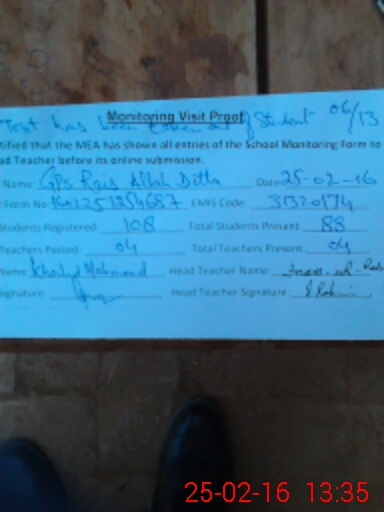 Monitoring Visit Proof
Test has been taken of Student 06/13
tified that the MEA has shown all entries of the School Monitoring Form to
ad Teacher before its online submission.
Name GPS Rais Allah Ditta Date 25-02-16
Form No EMIS Code 31320174
Students Registered 108 Total Students Present 88
Teachers Posted 04 Total Teachers Present 04
Name Khalid Mehmood Head Teacher Name
ignature Head Teacher Signature
25-02-16 13:35